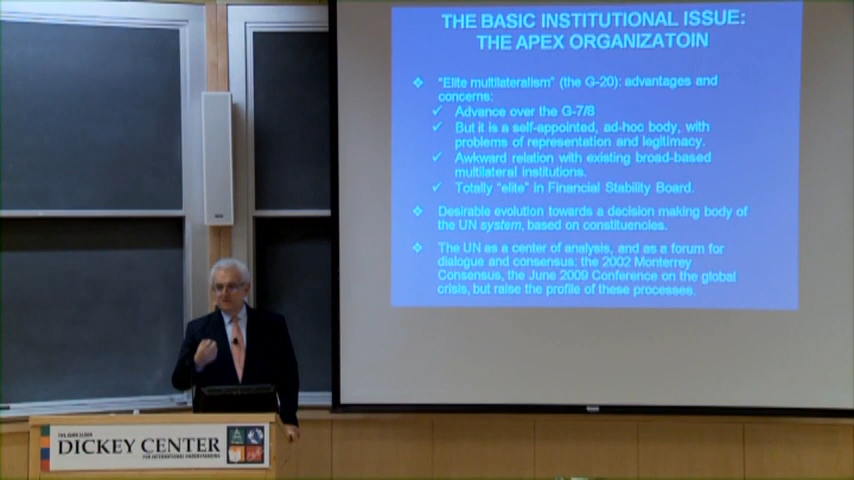 THE BASIC INSTITUTIONAL ISSUE:
THE APEX ORGANIZATOIN
"Elite multilateralism" (the G-20): advantages and
concerns:
Advance over the G-7/8
But it is a self-appointed, ad-hoc body, with
problems of representation and legitimacy.
Awkward relation with existing broad-based
multilateral institutions.
Totally "elite" in Financial Stability Board.
Desirable evolution towards a decision making body of
the UN system, based on constituencies.
The UN as a center of analysis, and as a forum for
dialogue and consensus: the 2002 Monterrey
Consensus, the June 2009 Conference on the global
crisis, but raise the profile of these processes.
DICKEY CENTER
FOR INTERNATIONAL UNDERSTANDING